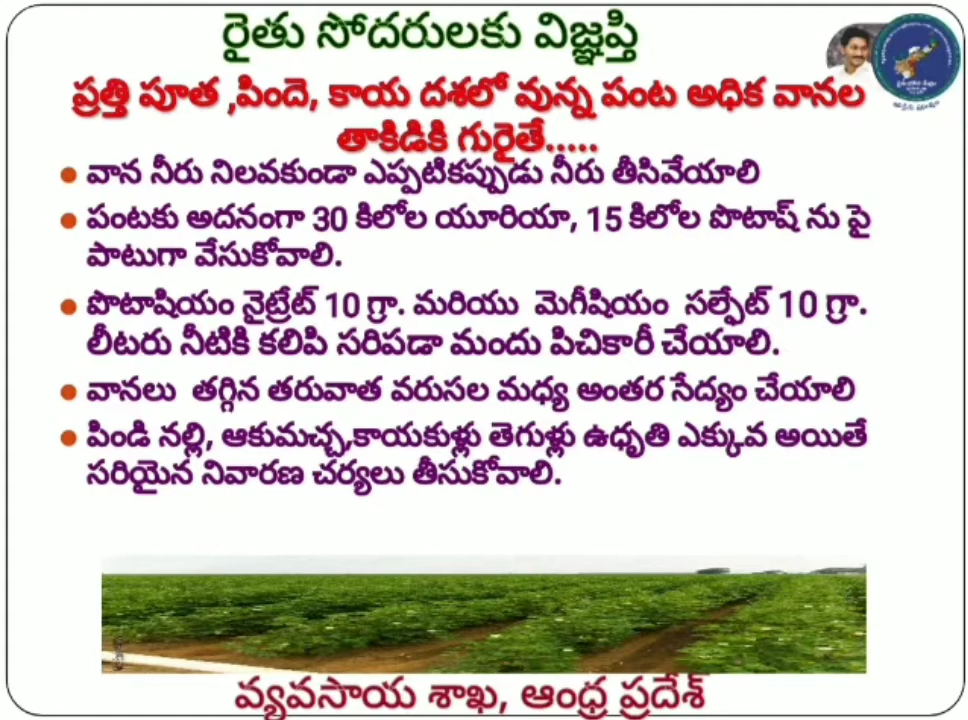 రైతు సోదరులకు విజ్ఞప్తి
ప్రత్తి పూత ,పిందె, కాయ దశలో వున్న పంట అధిక వానల
తాకిడికి గురైతే.....
వాన నీరు నిలవకుండా ఎప్పటికప్పుడు నీరు తీసివేయాలి
పంటకు అదనంగా 30 కిలోల యూరియా, 15 కిలోల పొటాష్ ను పై
పాటుగా వేసుకోవాలి.
పొటాషియం నైట్రేట్ 10 గ్రా. మరియు మెగీషియం సల్ఫేట్ 10 గ్రా.
లీటరు నీటికి కలిపి సరిపడా మందు పిచికారీ చేయాలి.
వానలు తగ్గిన తరువాత వరుసల మధ్య అంతర సేద్యం చేయాలి
పిండి నల్లి, ఆకుమచ్చ,కాయకుళ్లు తెగుళ్లు ఉధృతి ఎక్కువ అయితే
సరియైన నివారణ చర్యలు తీసుకోవాలి.
వ్యవసాయ శాఖ, ఆంధ్ర ప్రదేశ్